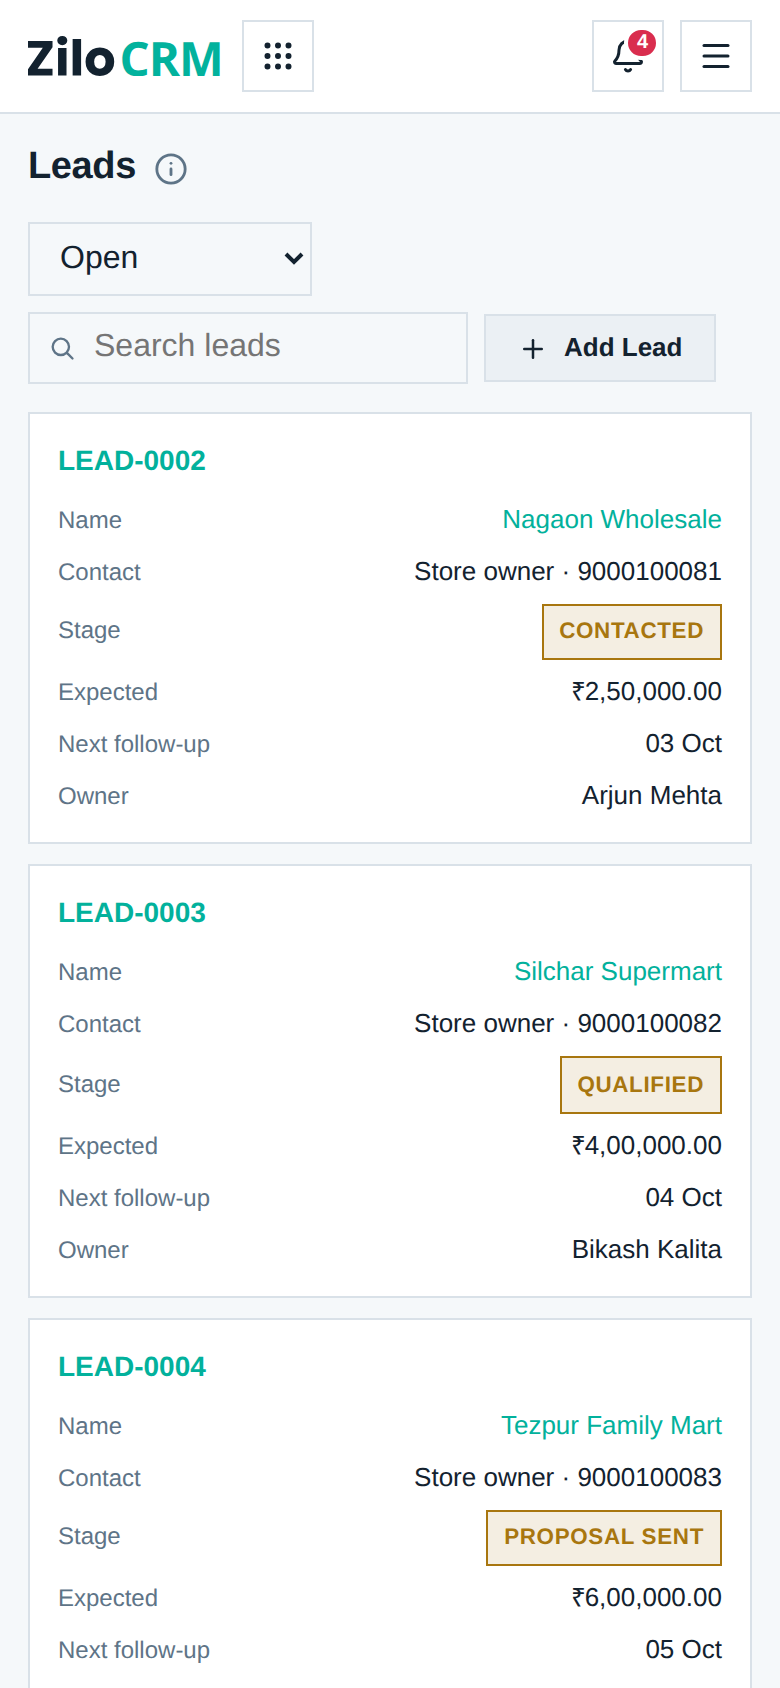 Zilo CRM
4
Leads
Open
Search leads
Add Lead
LEAD-0002
Name Nagaon Wholesale
Contact Store owner · 9000100081
Stage CONTACTED
Expected ₹2,50,000.00
Next follow-up 03 Oct
Owner Arjun Mehta
LEAD-0003
Name Silchar Supermart
Contact Store owner · 9000100082
Stage QUALIFIED
Expected ₹4,00,000.00
Next follow-up 04 Oct
Owner Bikash Kalita
LEAD-0004
Name Tezpur Family Mart
Contact Store owner · 9000100083
Stage PROPOSAL SENT
Expected ₹6,00,000.00
Next follow-up 05 Oct